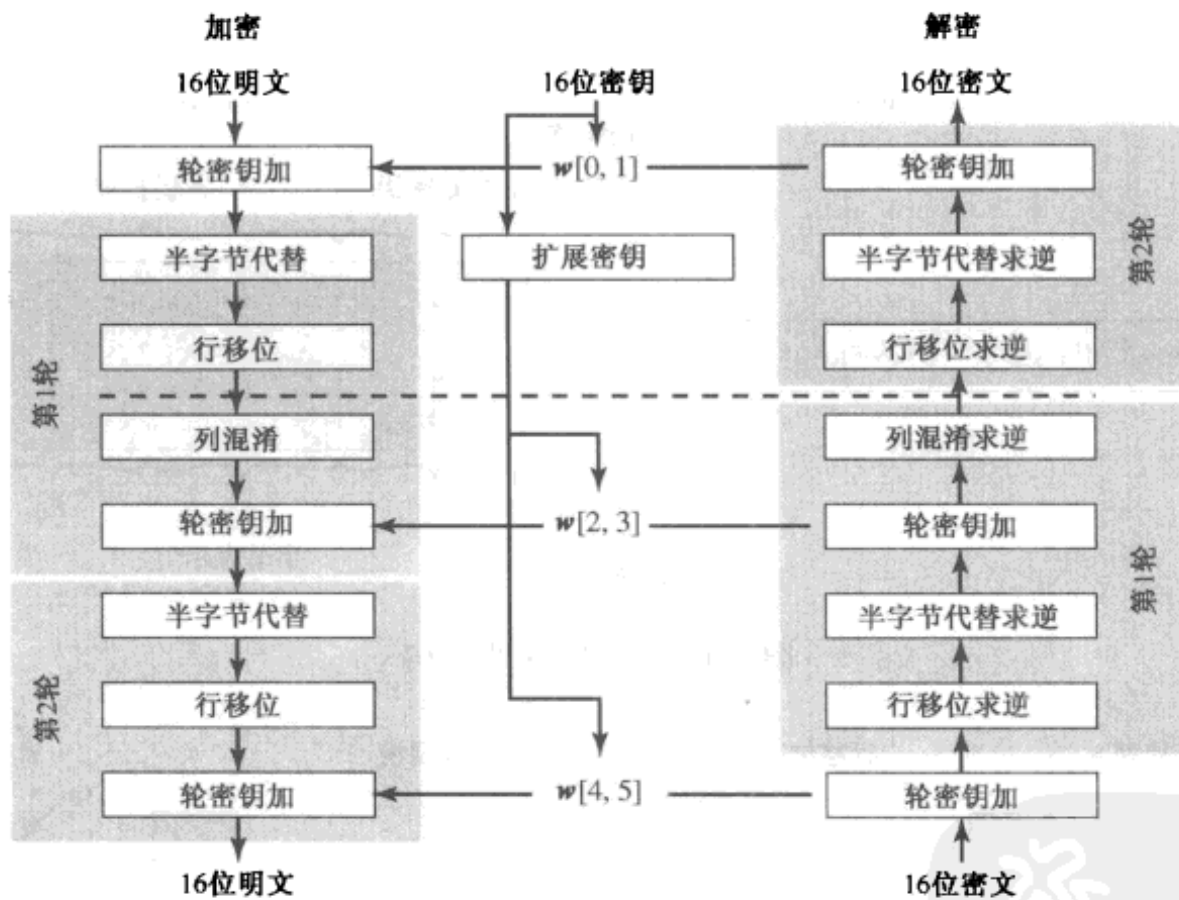 加密
解密
16位明文
16位密钥
16位密文
轮密钥加
w[0, 1]
轮密钥加
半字节代替
扩展密钥
半字节代替求逆
第2轮
行移位
行移位求逆
第1轮
列混淆
列混淆求逆
轮密钥加
w[2, 3]
轮密钥加
第1轮
半字节代替
半字节代替求逆
第2轮
行移位
行移位求逆
轮密钥加
w[4, 5]
轮密钥加
16位明文
16位密文